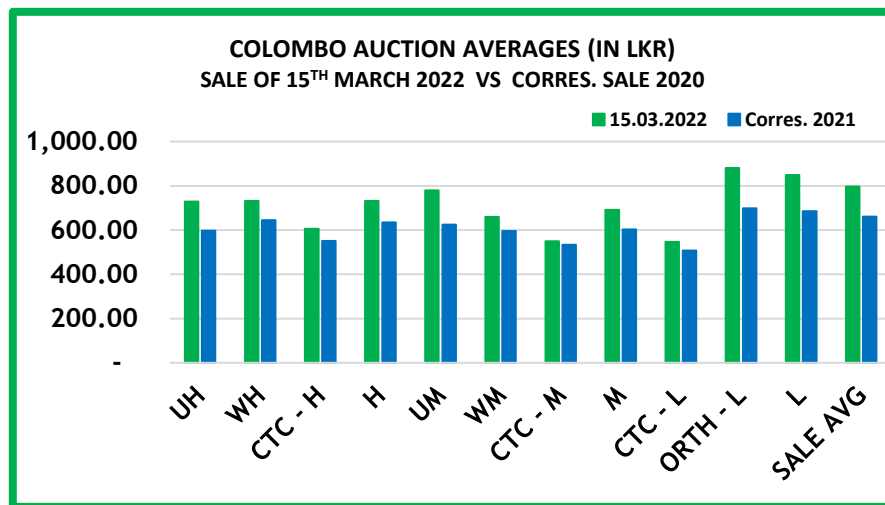 COLOMBO AUCTION AVERAGES (IN LKR)
SALE OF 15TH MARCH 2022 VS CORRES. SALE 2020
15.03.2022 Corres. 2021
1,000.00
800.00
600.00
400.00
200.00
-
UH
WH
CTC - H
H
UM
WM
CTC - M
M
CTC - L
ORTH - L
L
SALE AVG